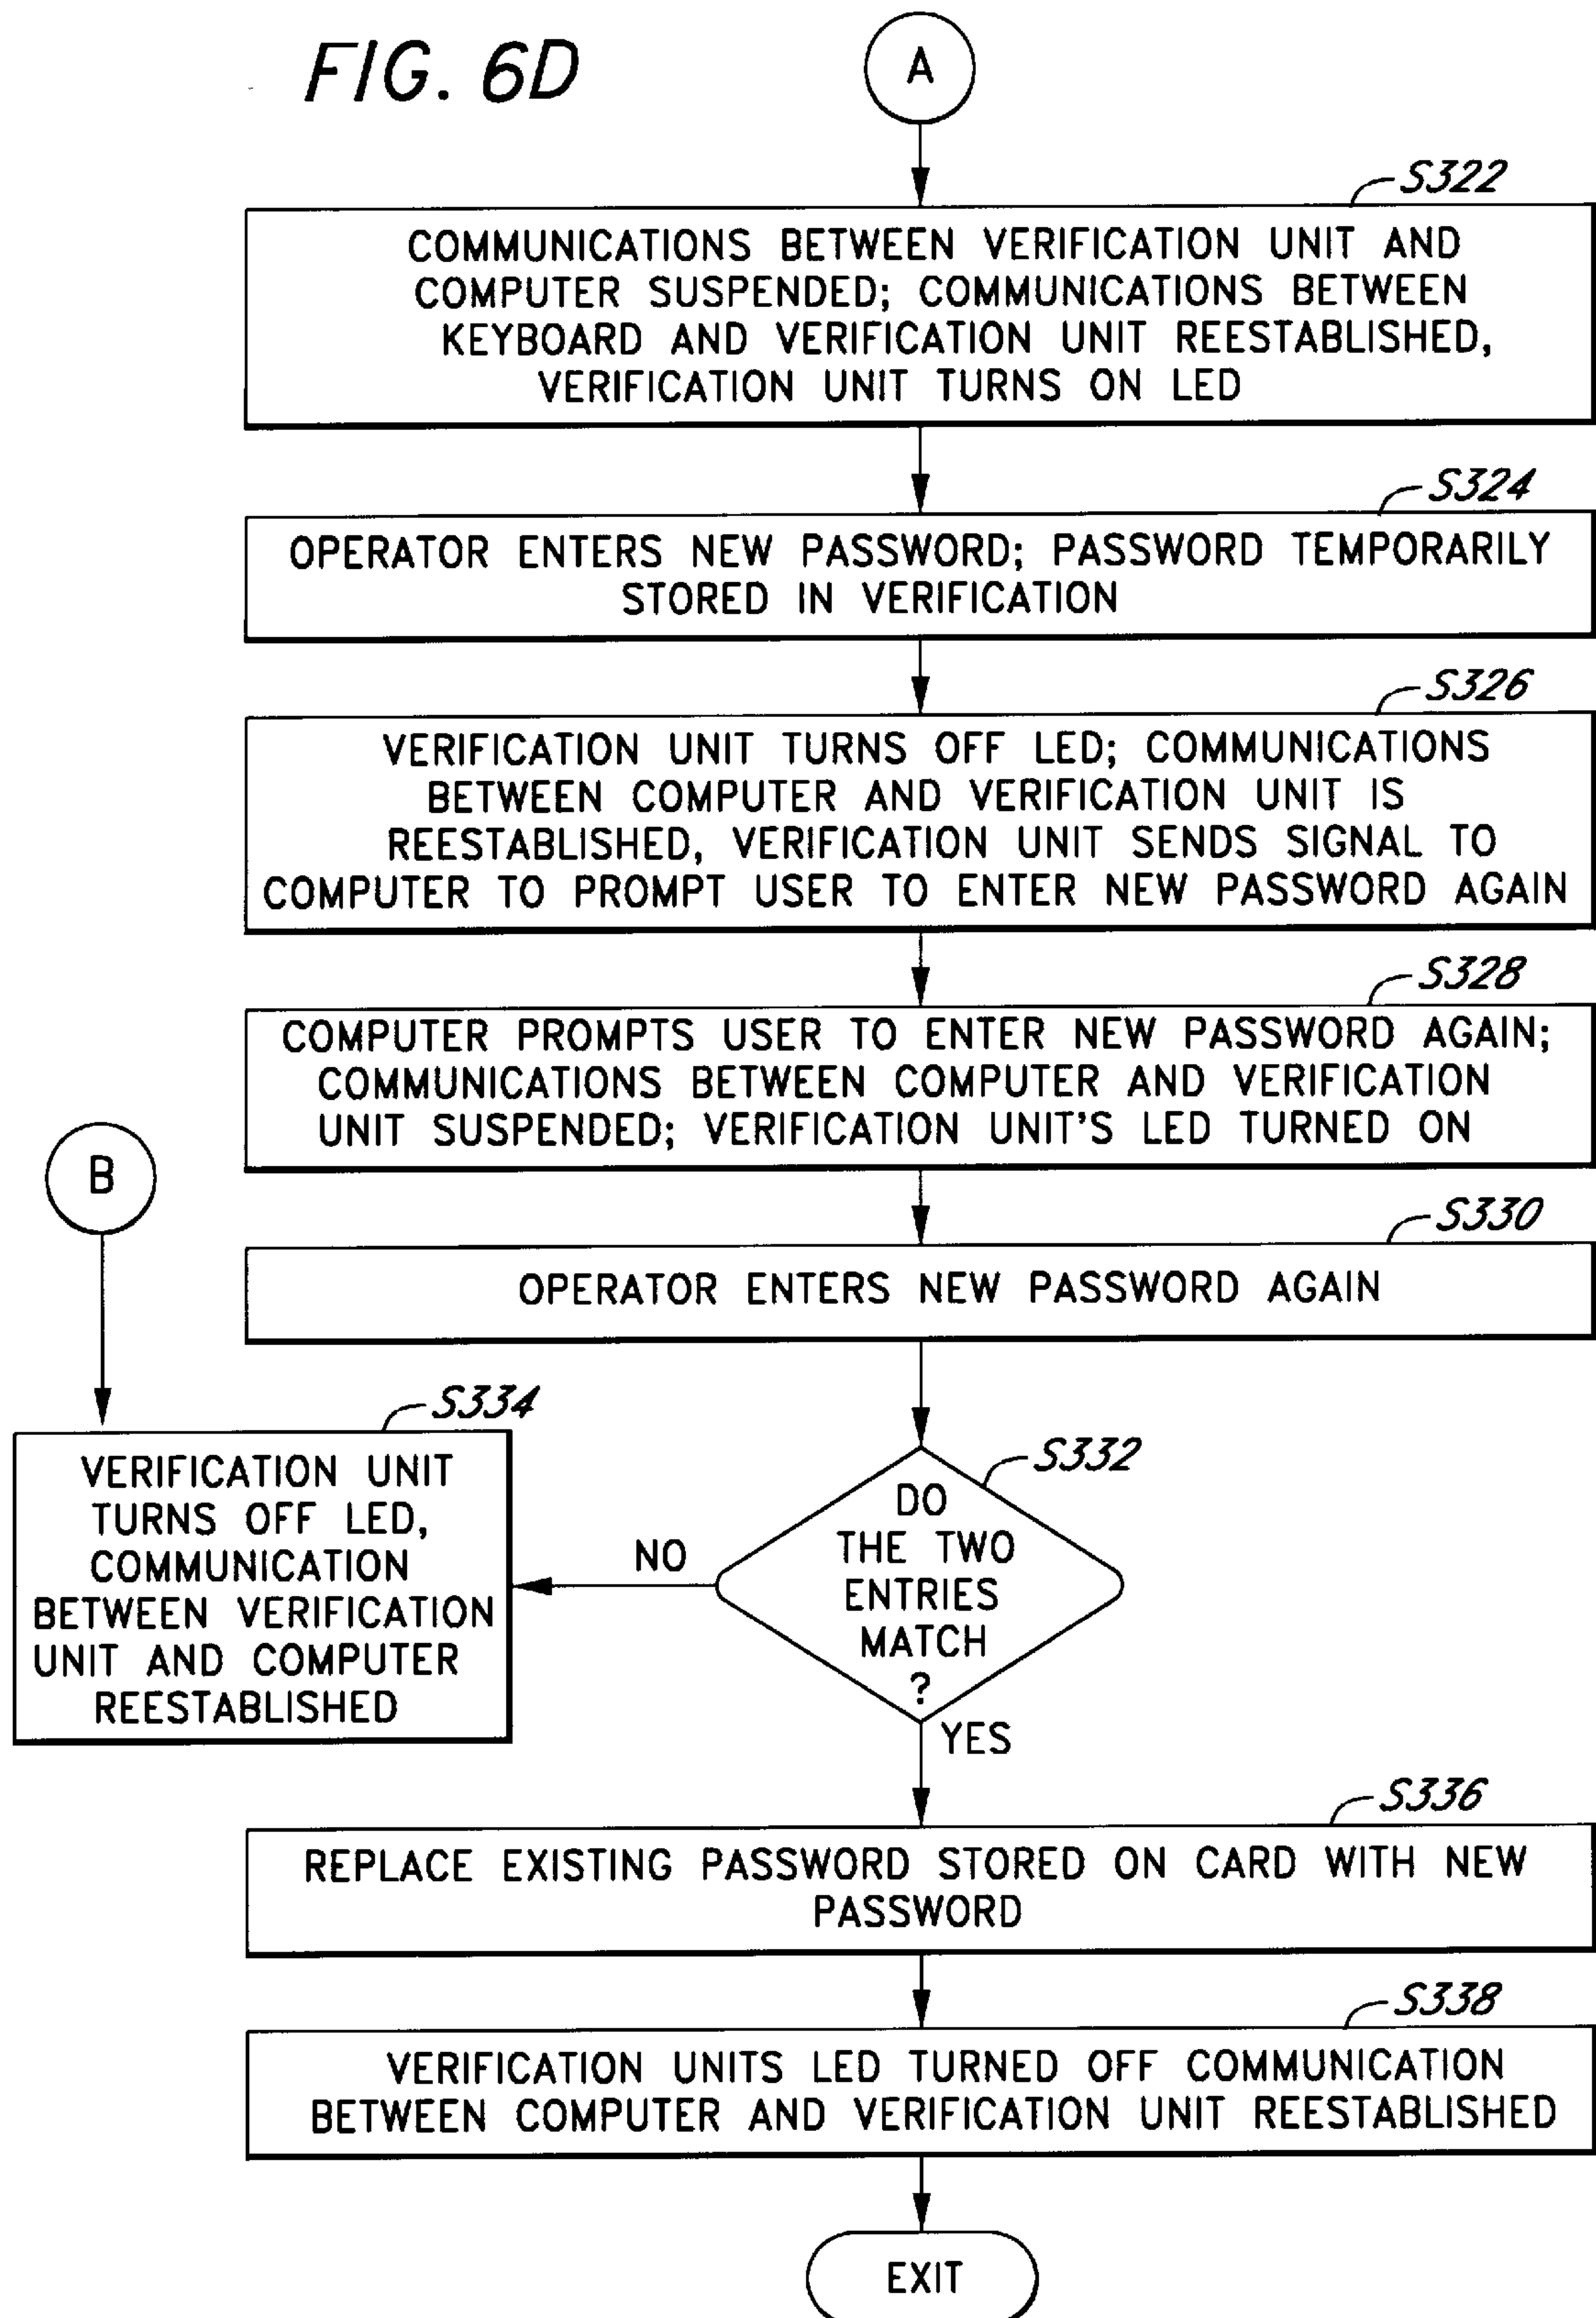 FIG. 6D
A
S322
COMMUNICATIONS BETWEEN VERIFICATION UNIT AND
COMPUTER SUSPENDED; COMMUNICATIONS BETWEEN
KEYBOARD AND VERIFICATION UNIT REESTABLISHED,
VERIFICATION UNIT TURNS ON LED
S324
OPERATOR ENTERS NEW PASSWORD; PASSWORD TEMPORARILY
STORED IN VERIFICATION
S326
VERIFICATION UNIT TURNS OFF LED; COMMUNICATIONS
BETWEEN COMPUTER AND VERIFICATION UNIT IS
REESTABLISHED, VERIFICATION UNIT SENDS SIGNAL TO
COMPUTER TO PROMPT USER TO ENTER NEW PASSWORD AGAIN
S328
COMPUTER PROMPTS USER TO ENTER NEW PASSWORD AGAIN;
COMMUNICATIONS BETWEEN COMPUTER AND VERIFICATION
UNIT SUSPENDED; VERIFICATION UNIT'S LED TURNED ON
B
S330
OPERATOR ENTERS NEW PASSWORD AGAIN
S334
VERIFICATION UNIT
TURNS OFF LED,
COMMUNICATION
BETWEEN VERIFICATION
UNIT AND COMPUTER
REESTABLISHED
NO
S332
DO
THE TWO
ENTRIES
MATCH
?
YES
S336
REPLACE EXISTING PASSWORD STORED ON CARD WITH NEW
PASSWORD
S338
VERIFICATION UNITS LED TURNED OFF COMMUNICATION
BETWEEN COMPUTER AND VERIFICATION UNIT REESTABLISHED
EXIT